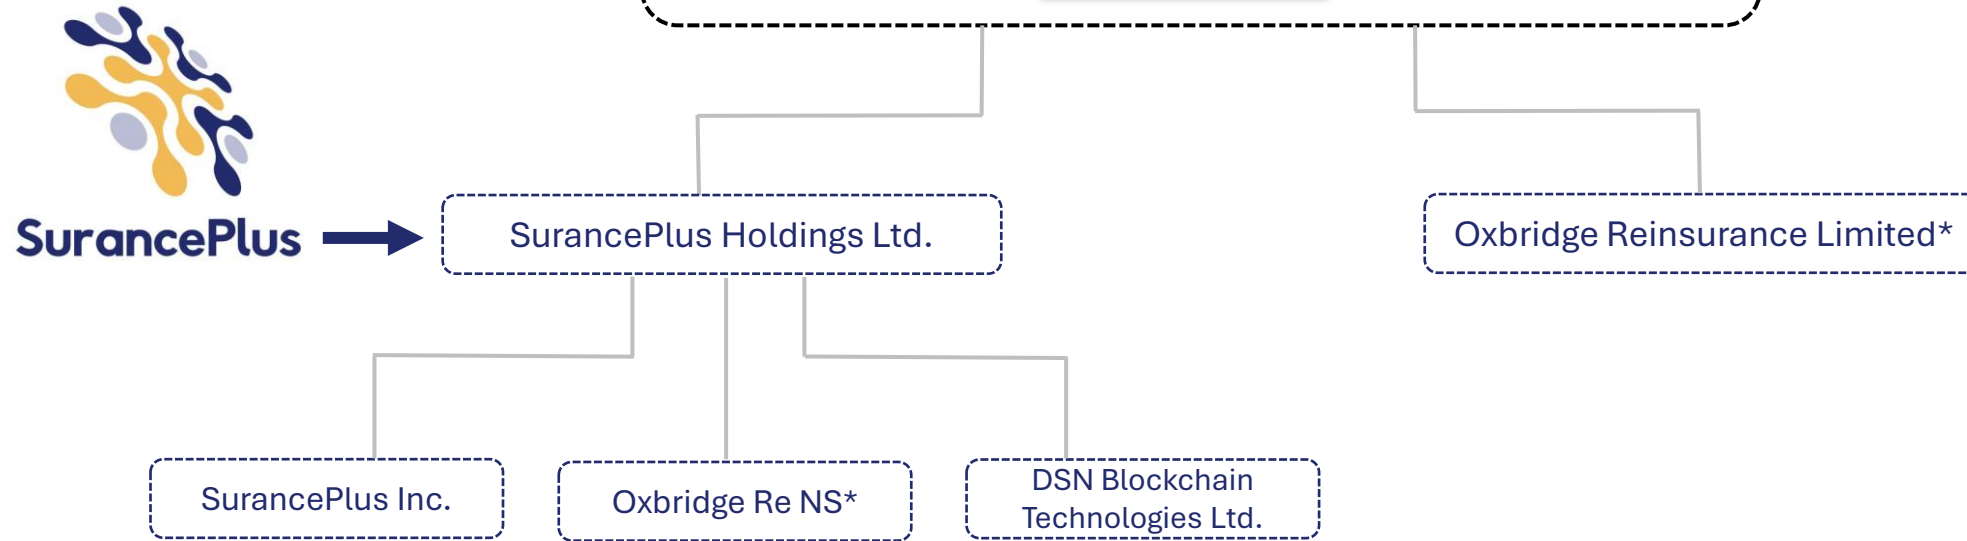 SurancePlus
SurancePlus Holdings Ltd.
Oxbridge Reinsurance Limited*
SurancePlus Inc.
Oxbridge Re NS*
DSN Blockchain
Technologies Ltd.